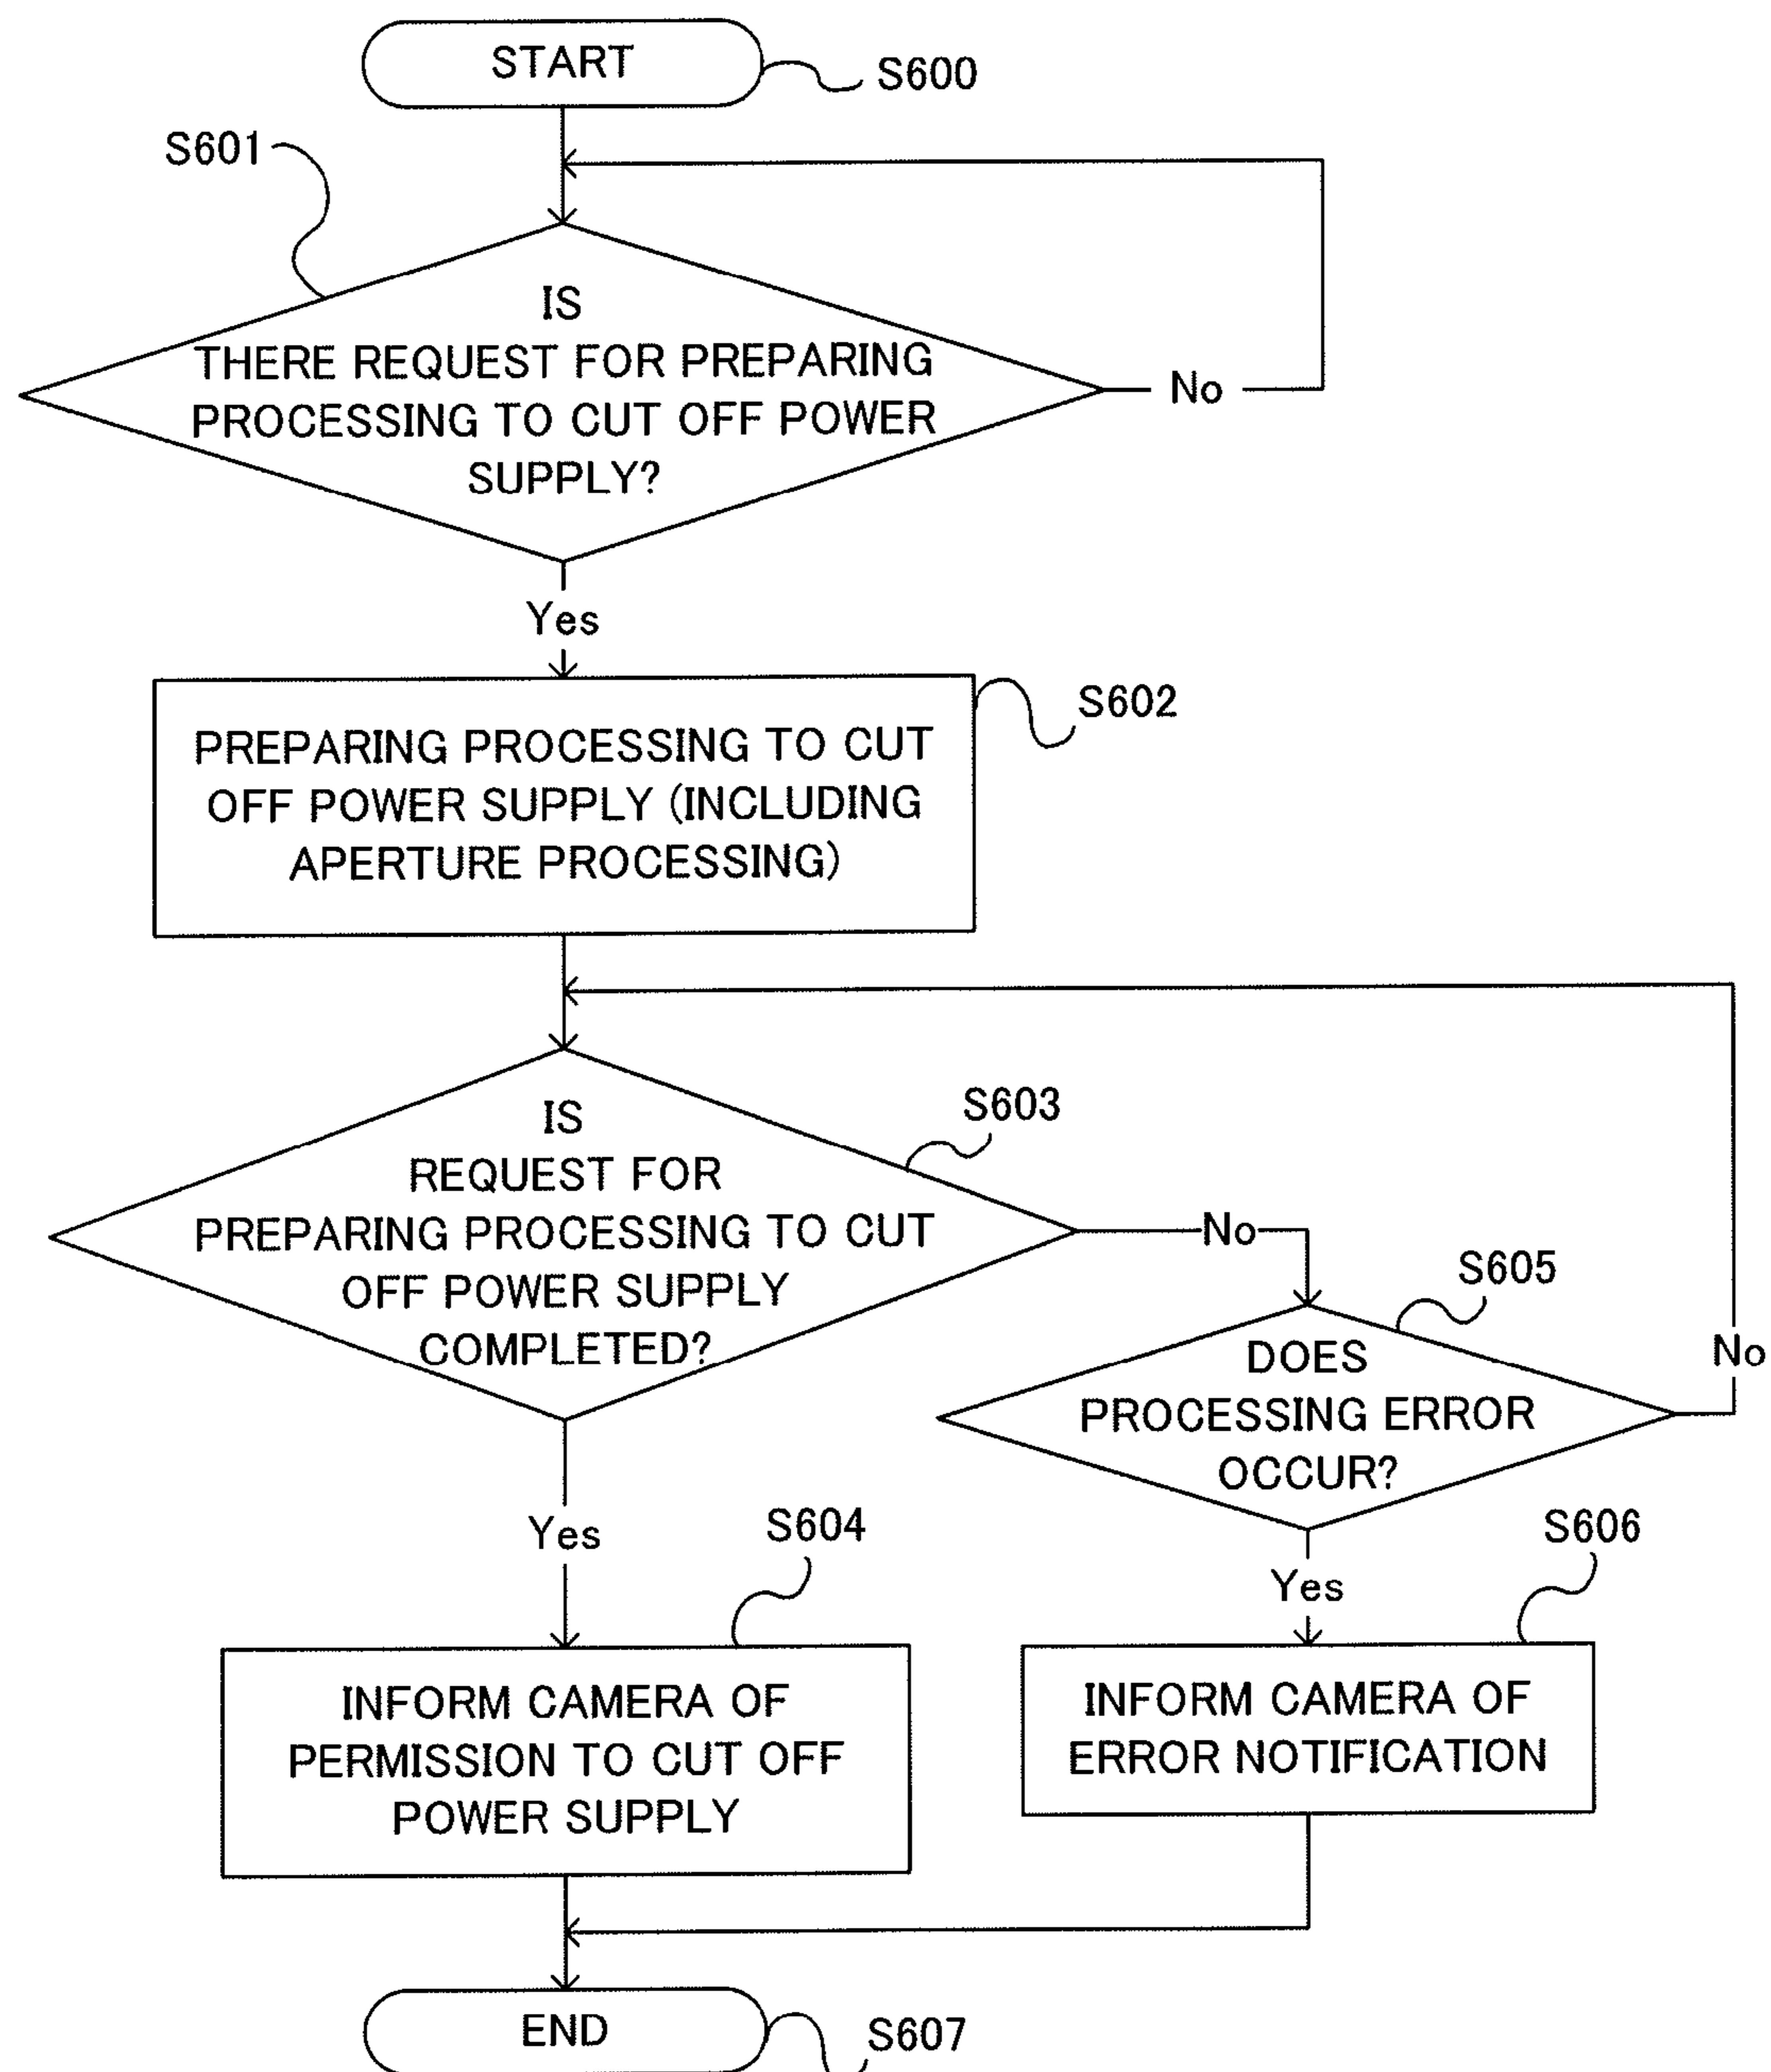 START
S600
S601
IS
THERE REQUEST FOR PREPARING
PROCESSING TO CUT OFF POWER
SUPPLY?
No
Yes
S602
PREPARING PROCESSING TO CUT
OFF POWER SUPPLY (INCLUDING
APERTURE PROCESSING)
S603
IS
REQUEST FOR
PREPARING PROCESSING TO CUT
OFF POWER SUPPLY
COMPLETED?
No
S605
DOES
PROCESSING ERROR
OCCUR?
No
Yes
S604
Yes
S606
INFORM CAMERA OF
PERMISSION TO CUT OFF
POWER SUPPLY
INFORM CAMERA OF
ERROR NOTIFICATION
END
S607